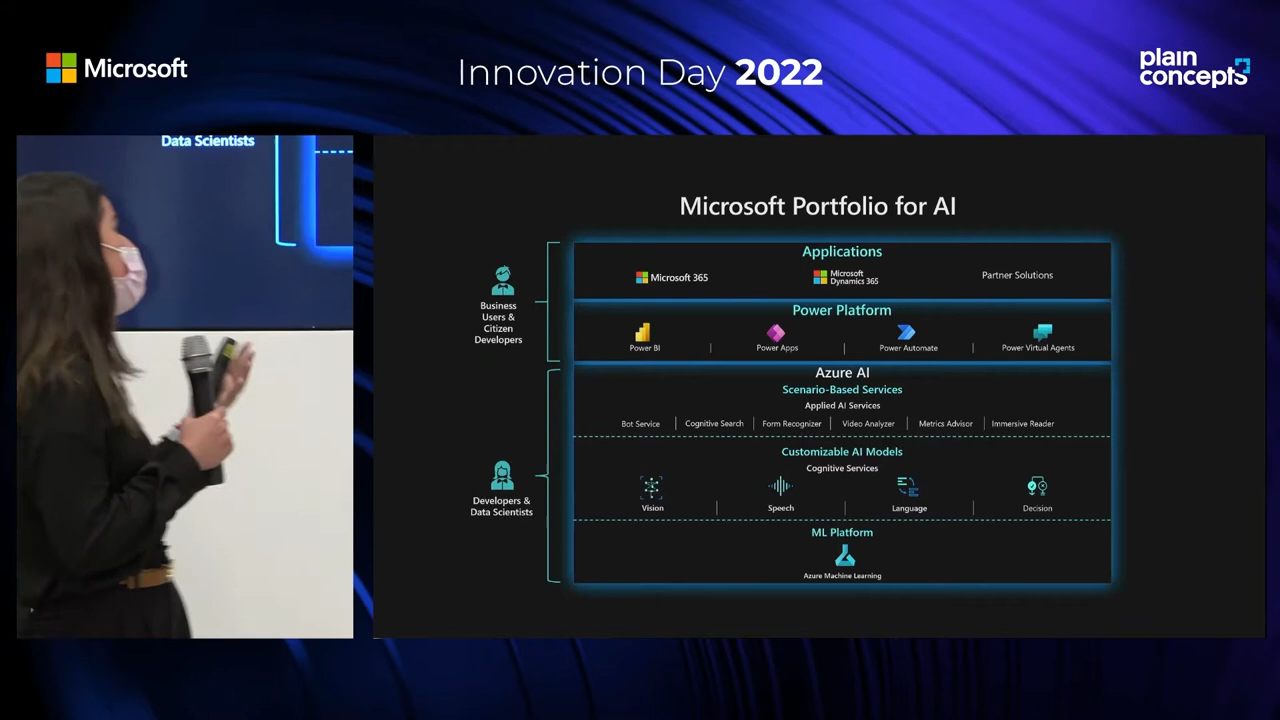 Microsoft
Innovation Day 2022
plain
concepts
Data Scientists
Microsoft Portfolio for AI
Applications
Microsoft 365
Microsoft
Dynamics 365
Partner Solutions
Business
Users &
Citizen
Developers
Power Platform
Power BI
Power Apps
Power Automate
Power Virtual Agents
Azure AI
Scenario-Based Services
Applied AI Services
Bot Service
Cognitive Search
Form Recognizer
Video Analyzer
Metrics Advisor
Immersive Reader
Developers &
Data Scientists
Customizable AI Models
Cognitive Services
Vision
Speech
Language
Decision
ML Platform
Azure Machine Learning